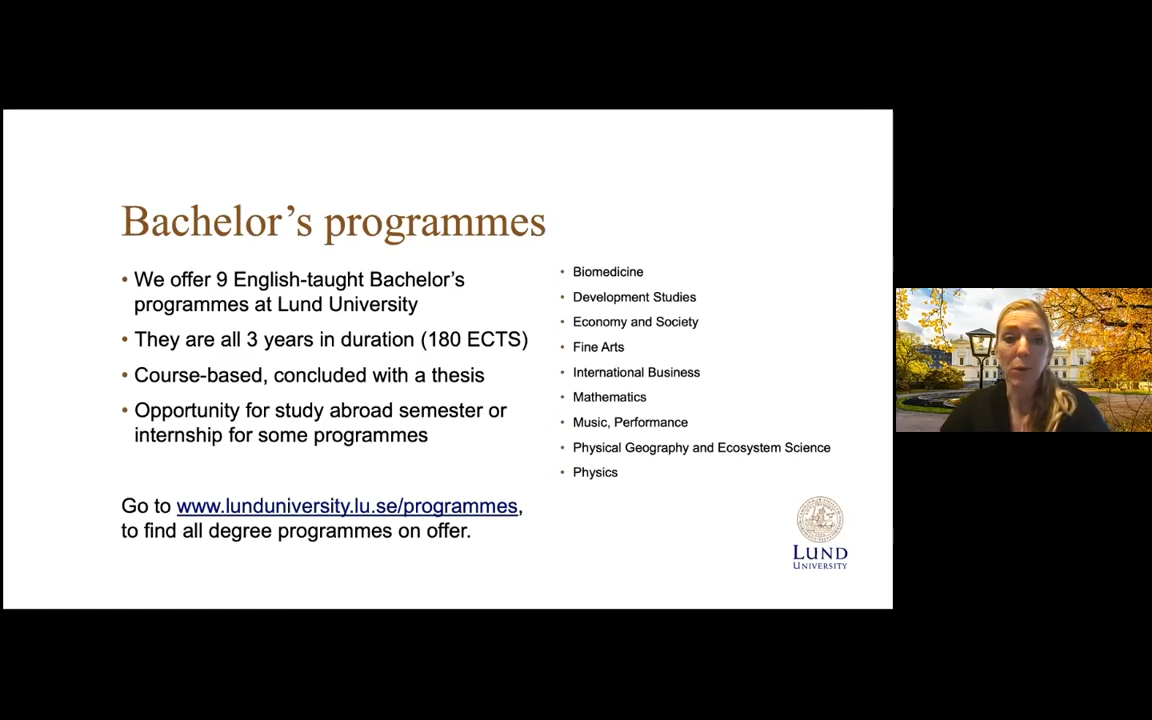 Bachelor's programmes
• We offer 9 English-taught Bachelor's
programmes at Lund University
• They are all 3 years in duration (180 ECTS)
• Course-based, concluded with a thesis
• Opportunity for study abroad semester or
internship for some programmes
Go to www.lunduniversity.lu.se/programmes,
to find all degree programmes on offer.
• Biomedicine
• Development Studies
• Economy and Society
• Fine Arts
• International Business
• Mathematics
• Music, Performance
• Physical Geography and Ecosystem Science
• Physics
LUND
UNIVERSITY